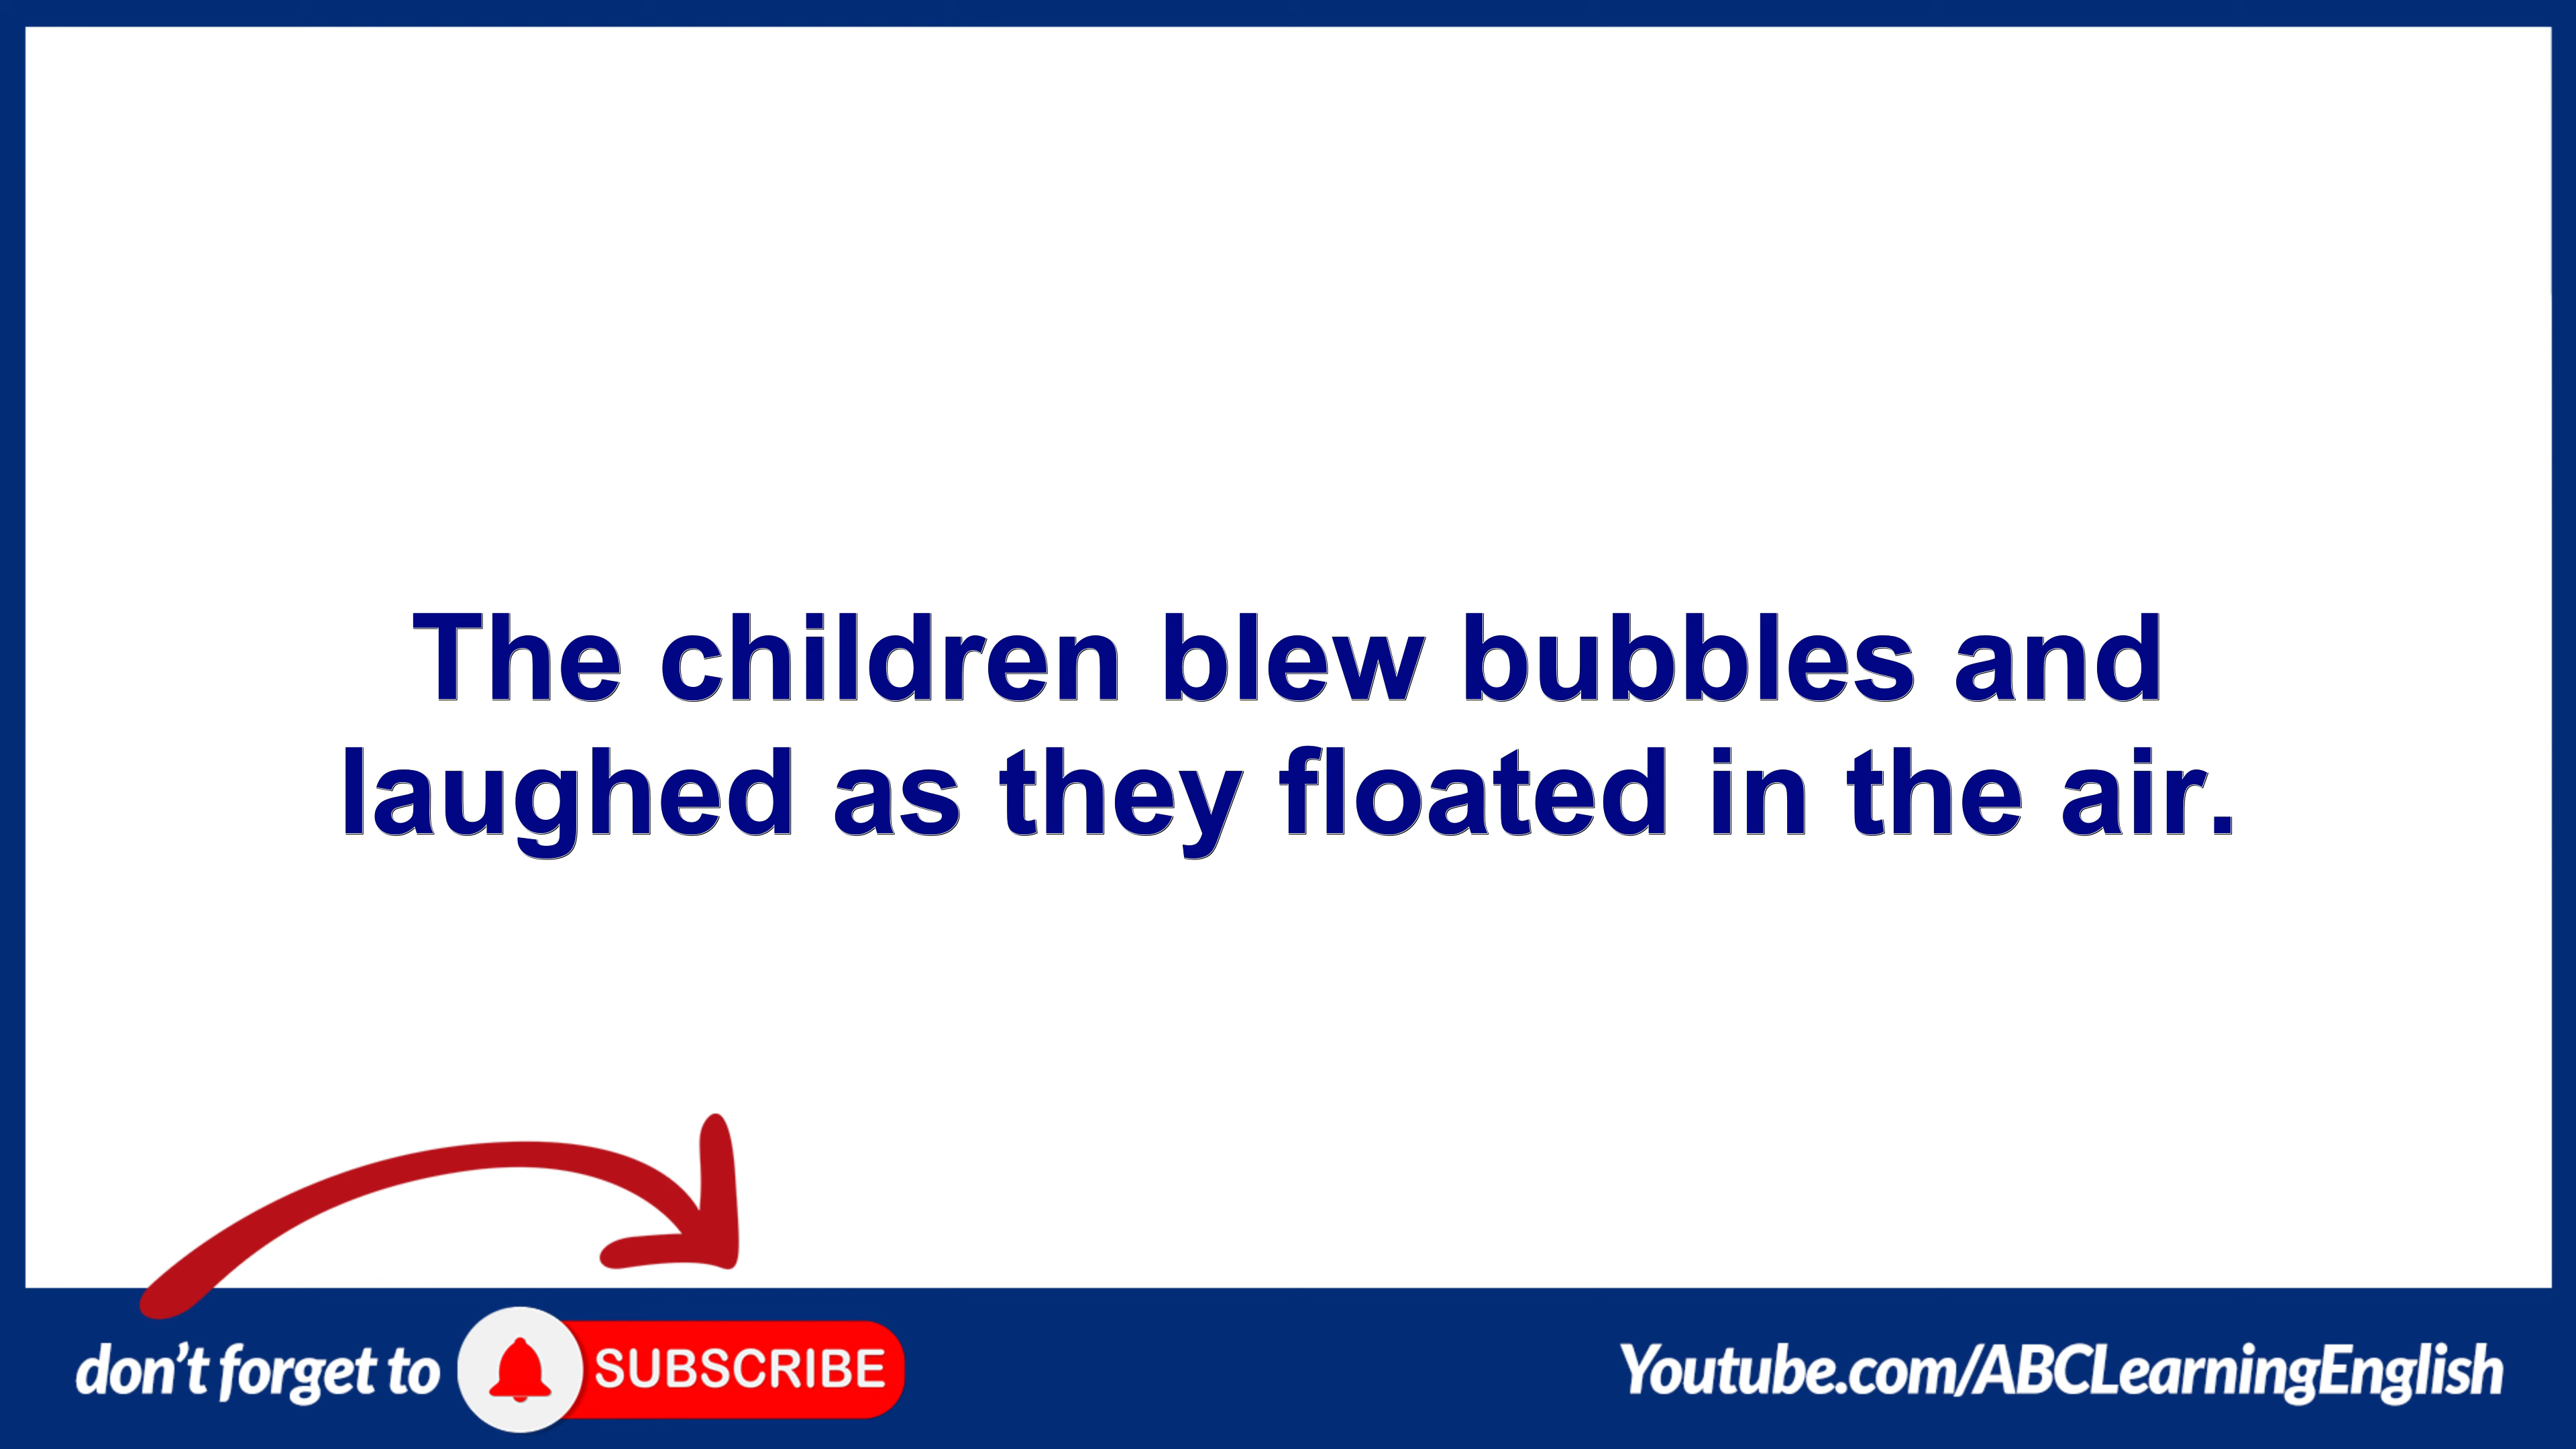 The children blew bubbles and
laughed as they floated in the air.
don't forget to SUBSCRIBE
Youtube.com/ABCLearningEnglish